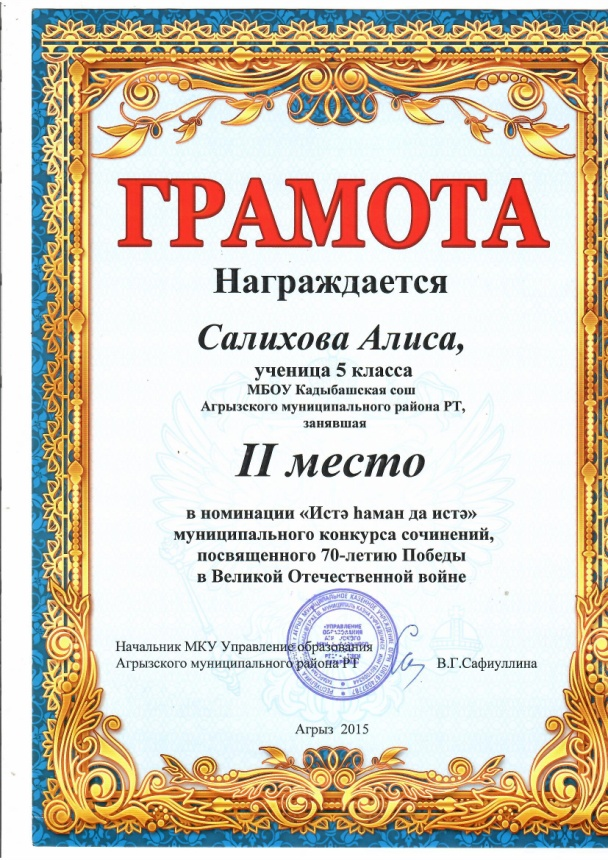 ГРАМОТА
Награждается
Салихова Алиса,
ученица 5 класса
МБОУ Кадыбашская сош
Агрызского муниципального района РТ,
занявшая
II место
в номинации «Истә һаман да истә»
муниципального конкурса сочинений,
посвященного 70-летию Победы
в Великой Отечественной войне
«УПРАВЛЕНИЕ
ОБРАЗОВАНИЯ
Начальник МКУ Управление образования
Агрызского муниципального района РТ В.Г.Сафиуллина
Агрыз 2015